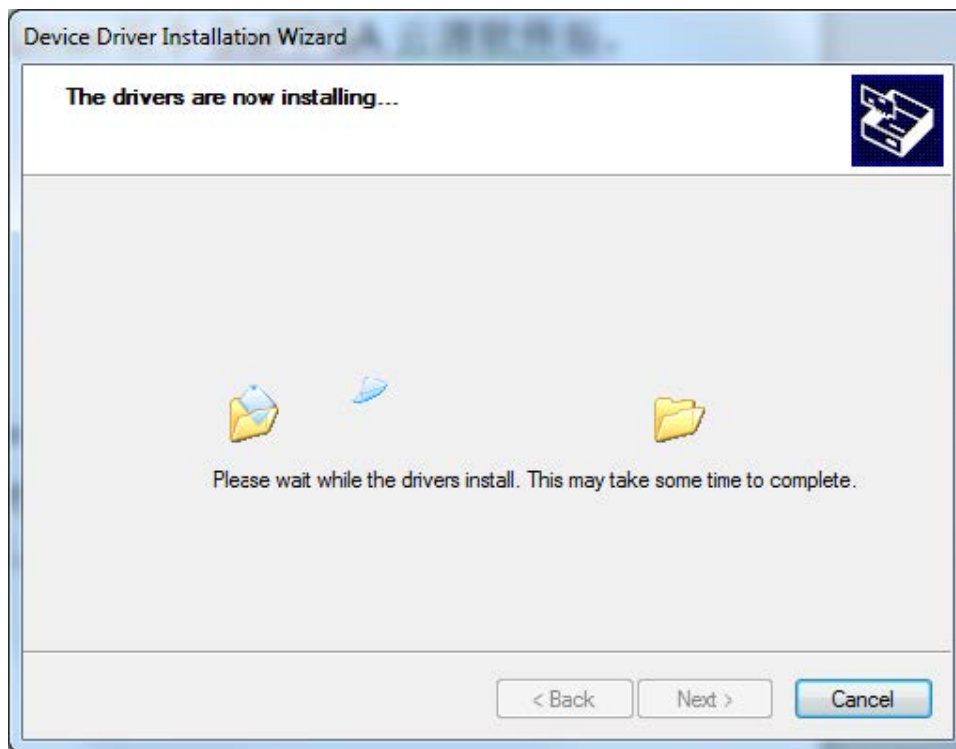 Device Driver Installation Wizard
The drivers are now installing...
Please wait while the drivers install. This may take some time to complete.
< Back
Next >
Cancel